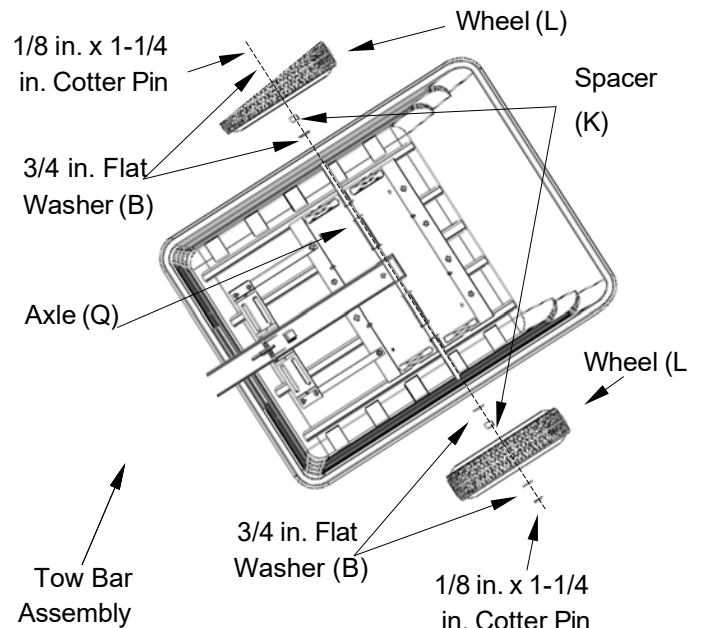 Wheel (L)
1/8 in. x 1-1/4
in. Cotter Pin
Spacer
(K)
3/4 in. Flat
Washer (B)
Axle (Q)
Wheel (L
3/4 in. Flat
Washer (B)
Tow Bar
Assembly
1/8 in. x 1-1/4
in. Cotter Pin